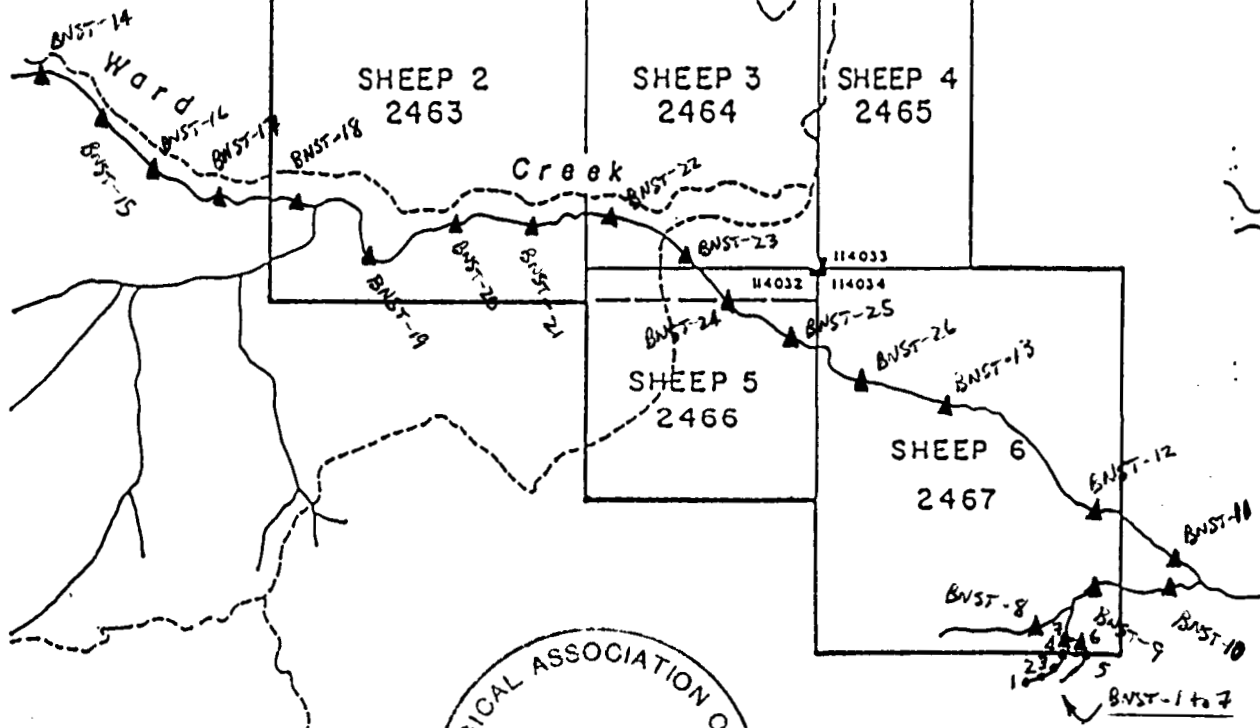 BNST-14
Ward
BNST-16
BNST-17
BNST-18
BNST-15
SHEEP 2
2463
SHEEP 3
2464
SHEEP 4
2465
Creek
BNST-22
BNST-23
BNST-19
BNST-20
BNST-21
114033
114032
114034
BNST-24
BNST-25
BNST-26
BNST-13
SHEEP 5
2466
SHEEP 6
2467
BNST-12
BNST-11
BNST-8
BNST-9
BNST-10
7
4
6
2
3
1
5
BNST-1 to 7
ICAL ASSOCIATION O